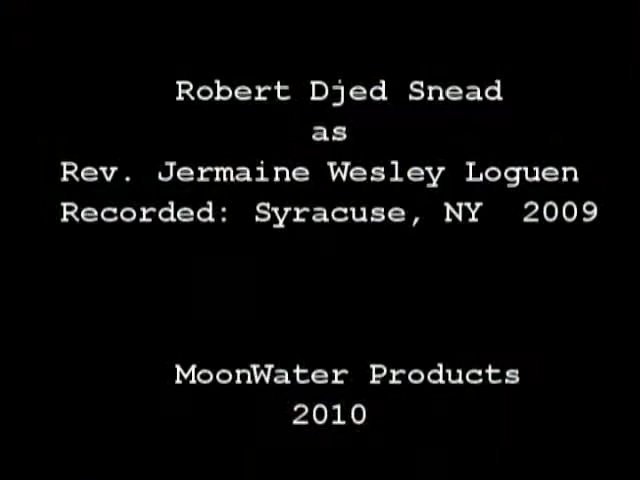 Robert Djed Snead
as
Rev. Jermaine Wesley Loguen
Recorded: Syracuse, NY 2009
MoonWater Products
2010